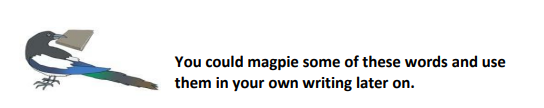 You could magpie some of these words and use
them in your own writing later on.